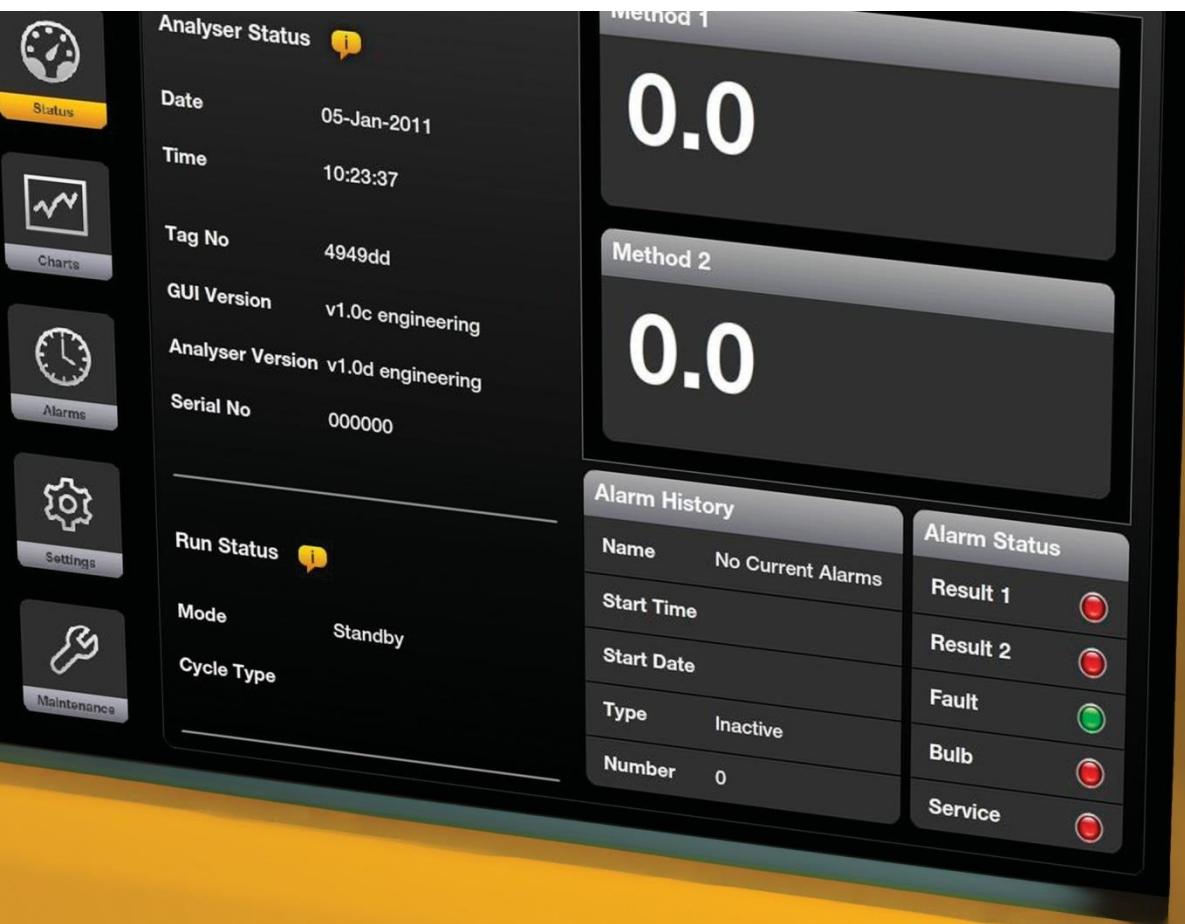 Status
Charts
Alarms
Settings
Maintenance
Analyser Status
Date 05-Jan-2011
Time 10:23:37
Tag No 4949dd
GUI Version v1.0c engineering
Analyser Version v1.0d engineering
Serial No 000000
Run Status
Mode Standby
Cycle Type
Method 1
0.0
Method 2
0.0
Alarm History
Name No Current Alarms
Start Time
Start Date
Type Inactive
Number 0
Alarm Status
Result 1
Result 2
Fault
Bulb
Service